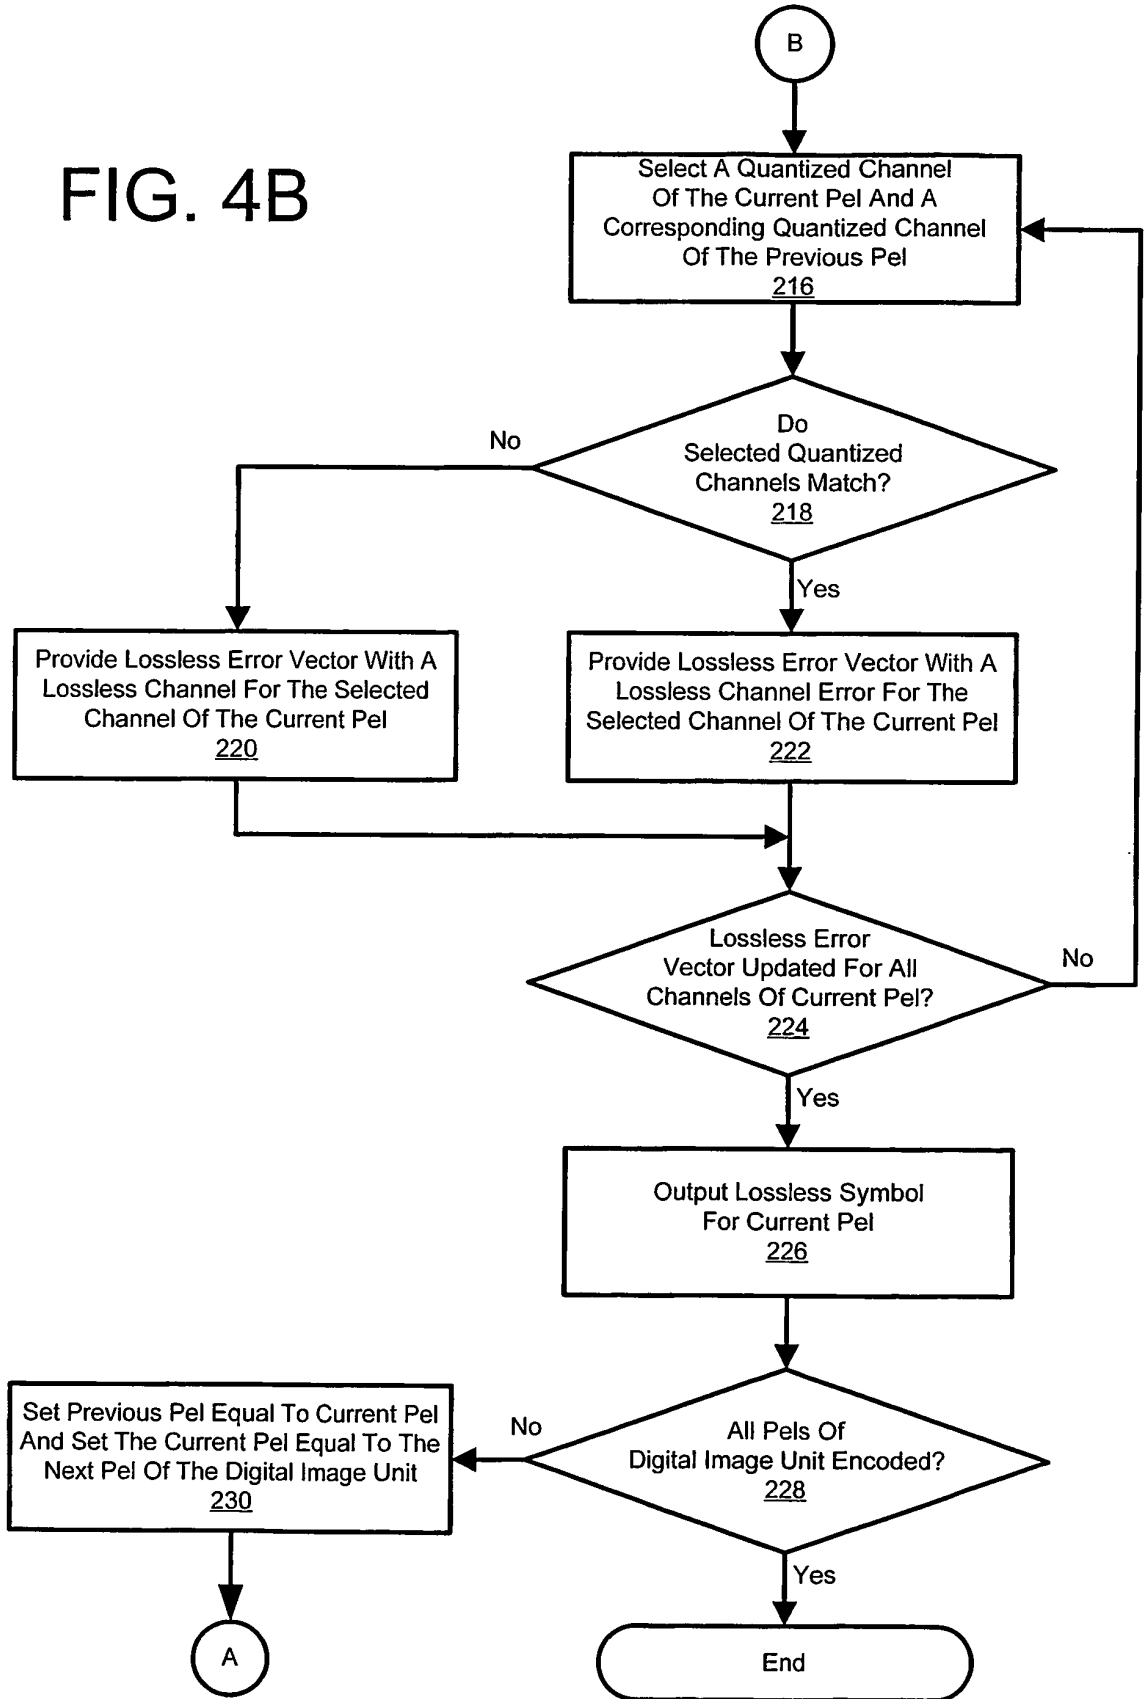 B
FIG. 4B
Select A Quantized Channel
Of The Current Pel And A
Corresponding Quantized Channel
Of The Previous Pel
216
Do
Selected Quantized
Channels Match?
218
No
Yes
Provide Lossless Error Vector With A
Lossless Channel For The Selected
Channel Of The Current Pel
220
Provide Lossless Error Vector With A
Lossless Channel Error For The
Selected Channel Of The Current Pel
222
Lossless Error
Vector Updated For All
Channels Of Current Pel?
224
No
Yes
Output Lossless Symbol
For Current Pel
226
All Pels Of
Digital Image Unit Encoded?
228
No
Set Previous Pel Equal To Current Pel
And Set The Current Pel Equal To The
Next Pel Of The Digital Image Unit
230
Yes
A
End